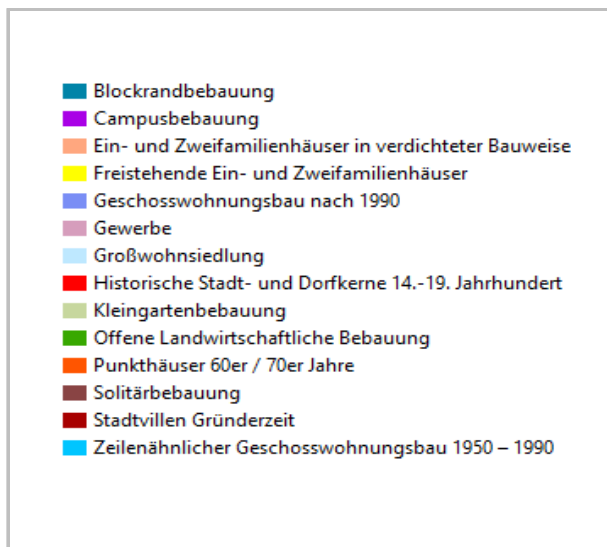 Blockrandbebauung
Campusbebauung
Ein- und Zweifamilienhäuser in verdichteter Bauweise
Freistehende Ein- und Zweifamilienhäuser
Geschosswohnungsbau nach 1990
Gewerbe
Großwohnsiedlung
Historische Stadt- und Dorfkerne 14.-19. Jahrhundert
Kleingartenbebauung
Offene Landwirtschaftliche Bebauung
Punkthäuser 60er / 70er Jahre
Solitärbebauung
Stadtvillen Gründerzeit
Zeilenähnlicher Geschosswohnungsbau 1950 – 1990